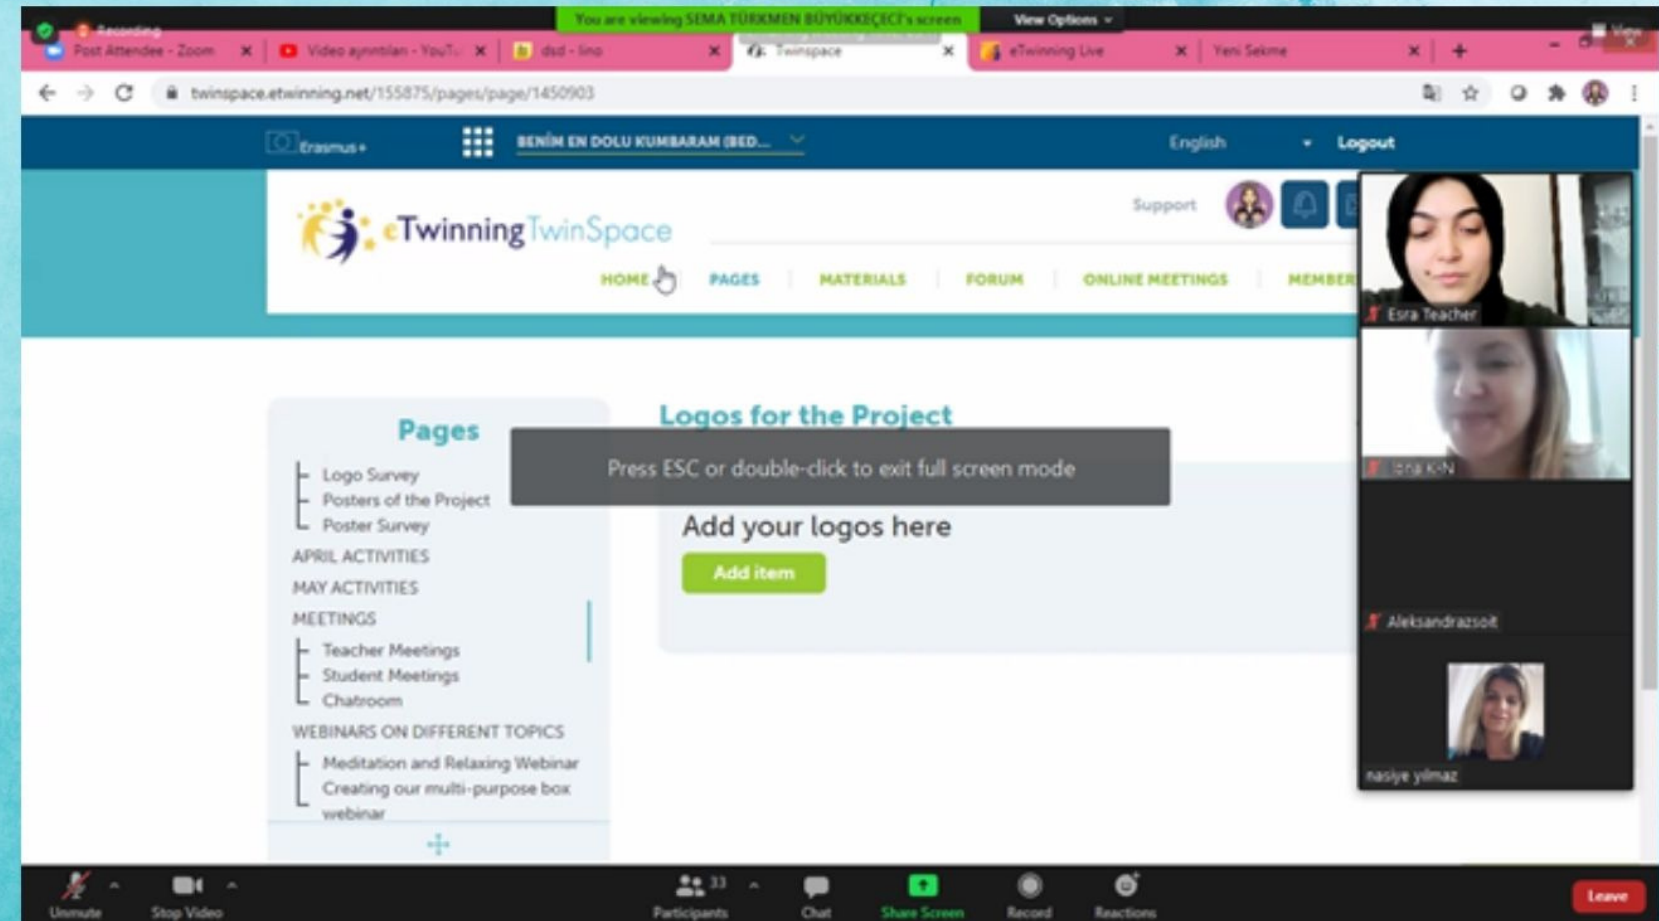 You are viewing SEMA TÜRKMEN BÜYÜKKEÇECİ's screen
View Options
View
Recording
Post Attendee - Zoom
Video ayrıntıları - YouTu
dsd - lino
Twinspace
eTwinning Live
Yeni Sekme
twinspace.etwinning.net/155875/pages/page/1450903
Erasmus+
BENİM EN DOLU KUMBARAM (BED...
English
Logout
eTwinning TwinSpace
Support
HOME
PAGES
MATERIALS
FORUM
ONLINE MEETINGS
MEMBER
Esra Teacher
K-N
Aleksandrazsoit
nasiye yılmaz
Pages
Logo Survey
Posters of the Project
Poster Survey
APRIL ACTIVITIES
MAY ACTIVITIES
MEETINGS
Teacher Meetings
Student Meetings
Chatroom
WEBINARS ON DIFFERENT TOPICS
Meditation and Relaxing Webinar
Creating our multi-purpose box
webinar
Logos for the Project
Press ESC or double-click to exit full screen mode
Add your logos here
Add item
Unmute
Stop Video
33
Participants
Chat
Share Screen
Record
Reactions
Leave